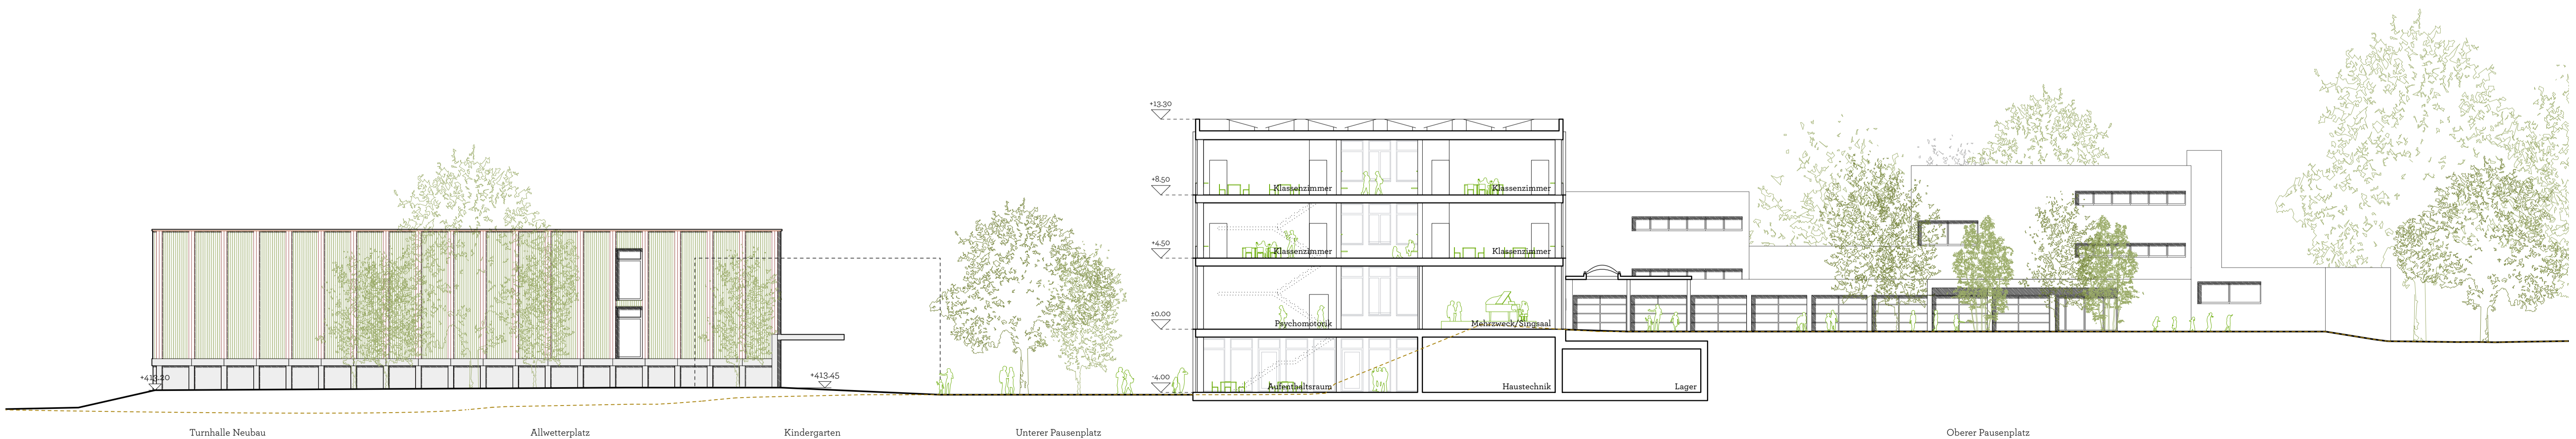 +13.30
+8.50
Klassenzimmer
Klassenzimmer
+4.50
Klassenzimmer
Klassenzimmer
±0.00
Psychomotorik
Mehrzweck/Singsaal
+413.20
+413.45
-4.00
Aufenthaltsraum
Haustechnik
Lager
Turnhalle Neubau
Allwetterplatz
Kindergarten
Unterer Pausenplatz
Oberer Pausenplatz